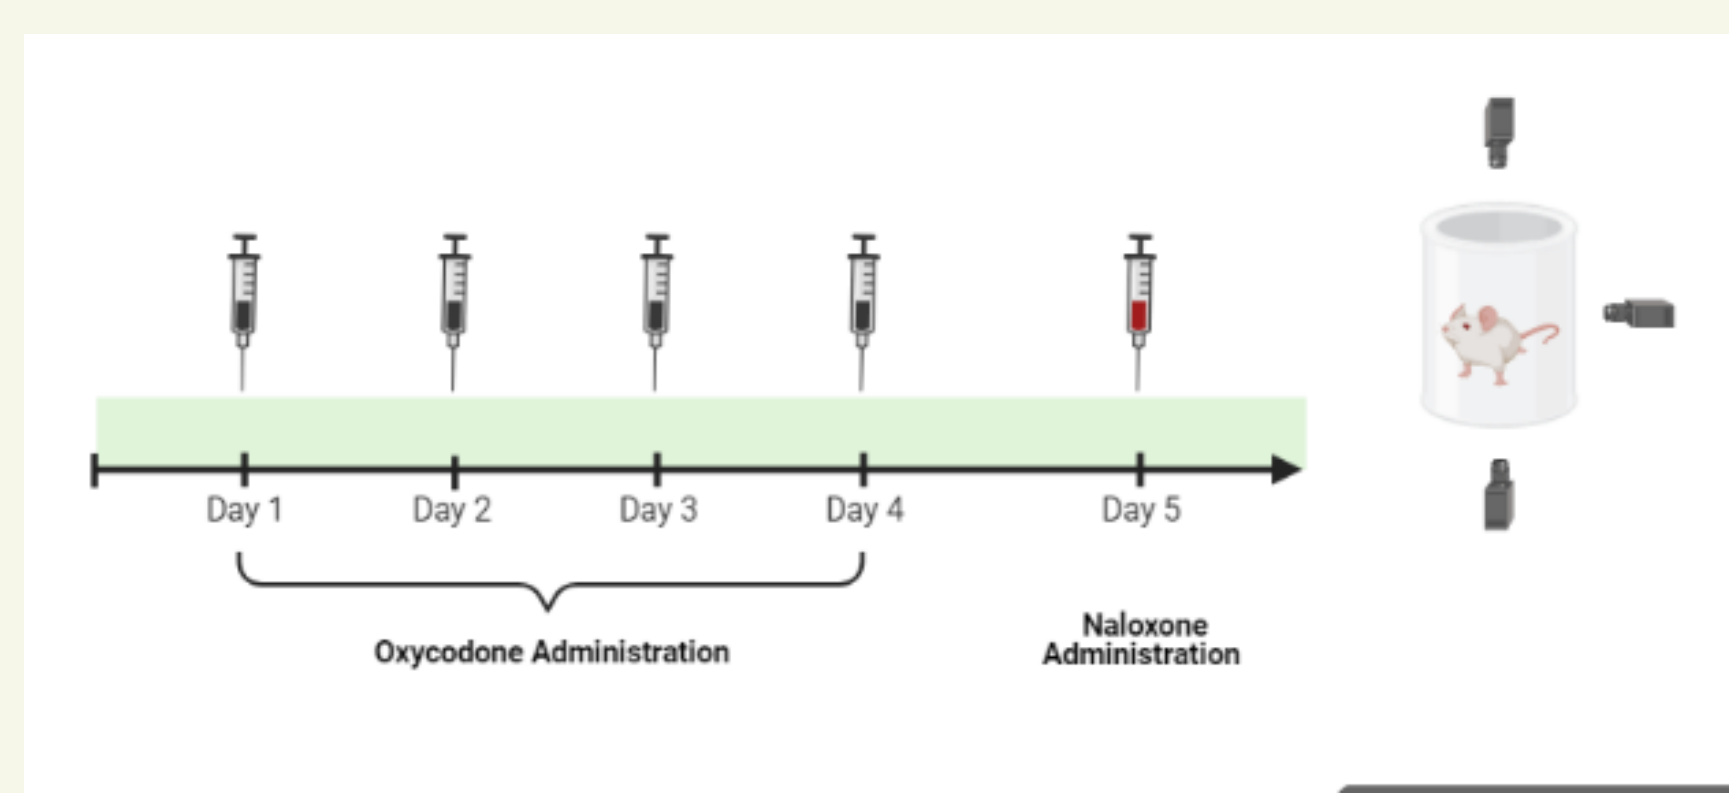 Day 1
Day 2
Day 3
Day 4
Day 5
Oxycodone Administration
Naloxone
Administration